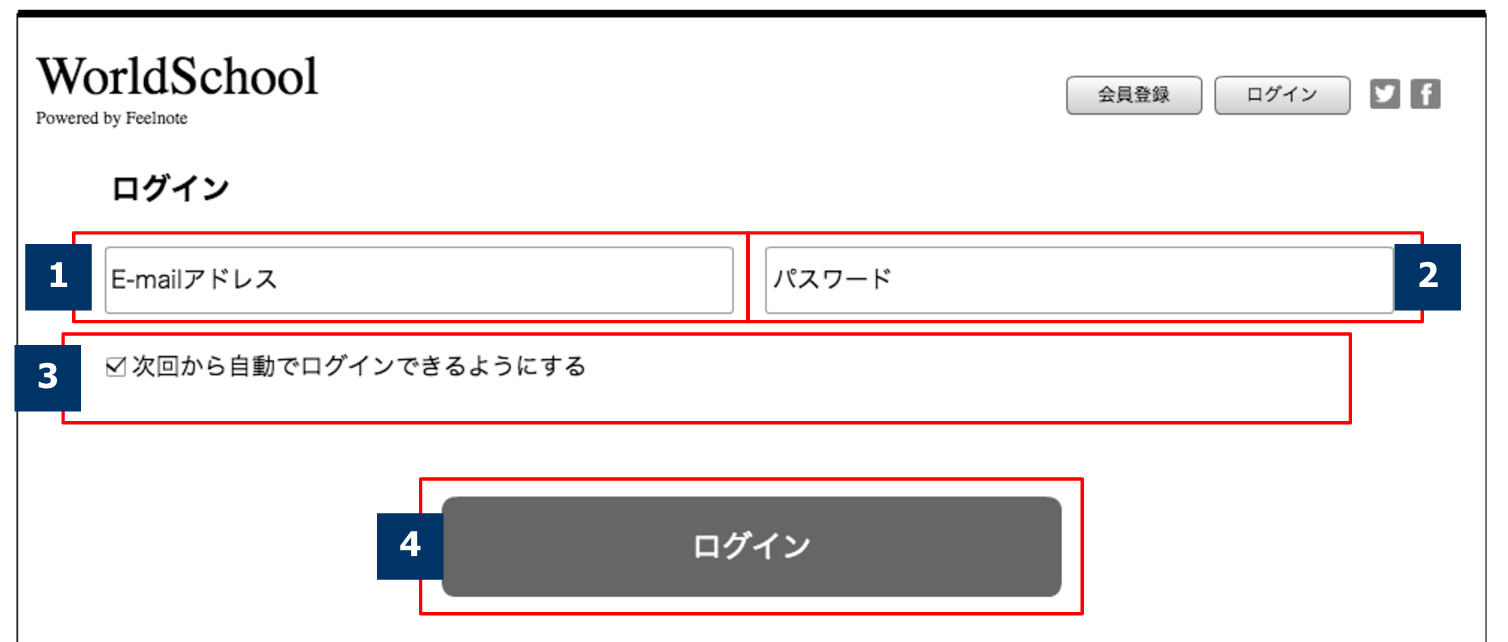 WorldSchool
Powered by Feelnote
会員登録 ログイン
ログイン
1 E-mailアドレス パスワード 2
3 次回から自動でログインできるようにする
4 ログイン